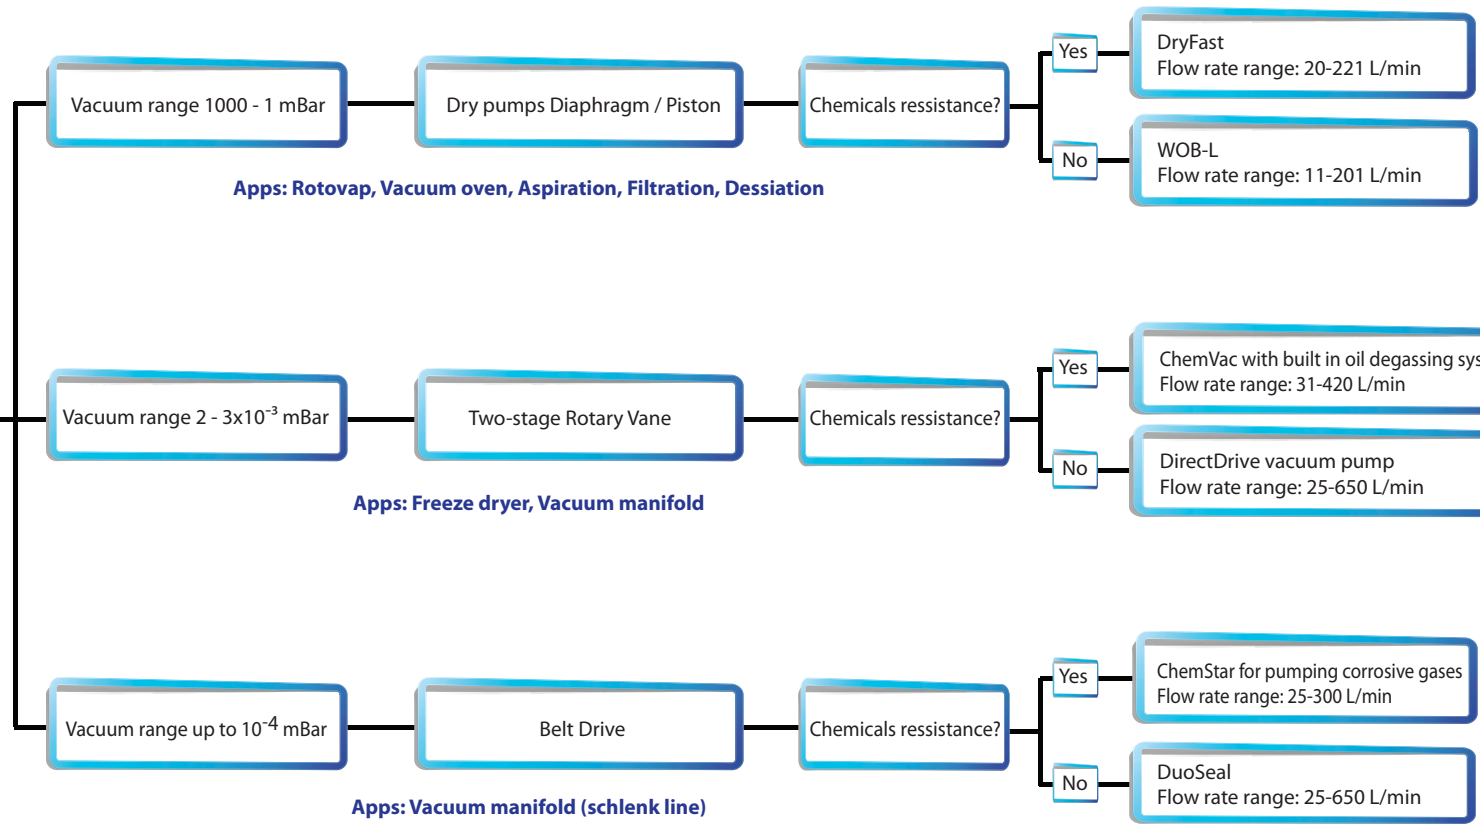 Vacuum range 1000 - 1 mBar
Dry pumps Diaphragm / Piston
Chemicals ressistance?
Yes
DryFast
Flow rate range: 20-221 L/min
No
WOB-L
Flow rate range: 11-201 L/min
Apps: Rotovap, Vacuum oven, Aspiration, Filtration, Dessiation
Vacuum range 2 - 3x10⁻³ mBar
Two-stage Rotary Vane
Chemicals ressistance?
Yes
ChemVac with built in oil degassing sys
Flow rate range: 31-420 L/min
No
DirectDrive vacuum pump
Flow rate range: 25-650 L/min
Apps: Freeze dryer, Vacuum manifold
Vacuum range up to 10⁻⁴ mBar
Belt Drive
Chemicals ressistance?
Yes
ChemStar for pumping corrosive gases
Flow rate range: 25-300 L/min
No
DuoSeal
Flow rate range: 25-650 L/min
Apps: Vacuum manifold (schlenk line)